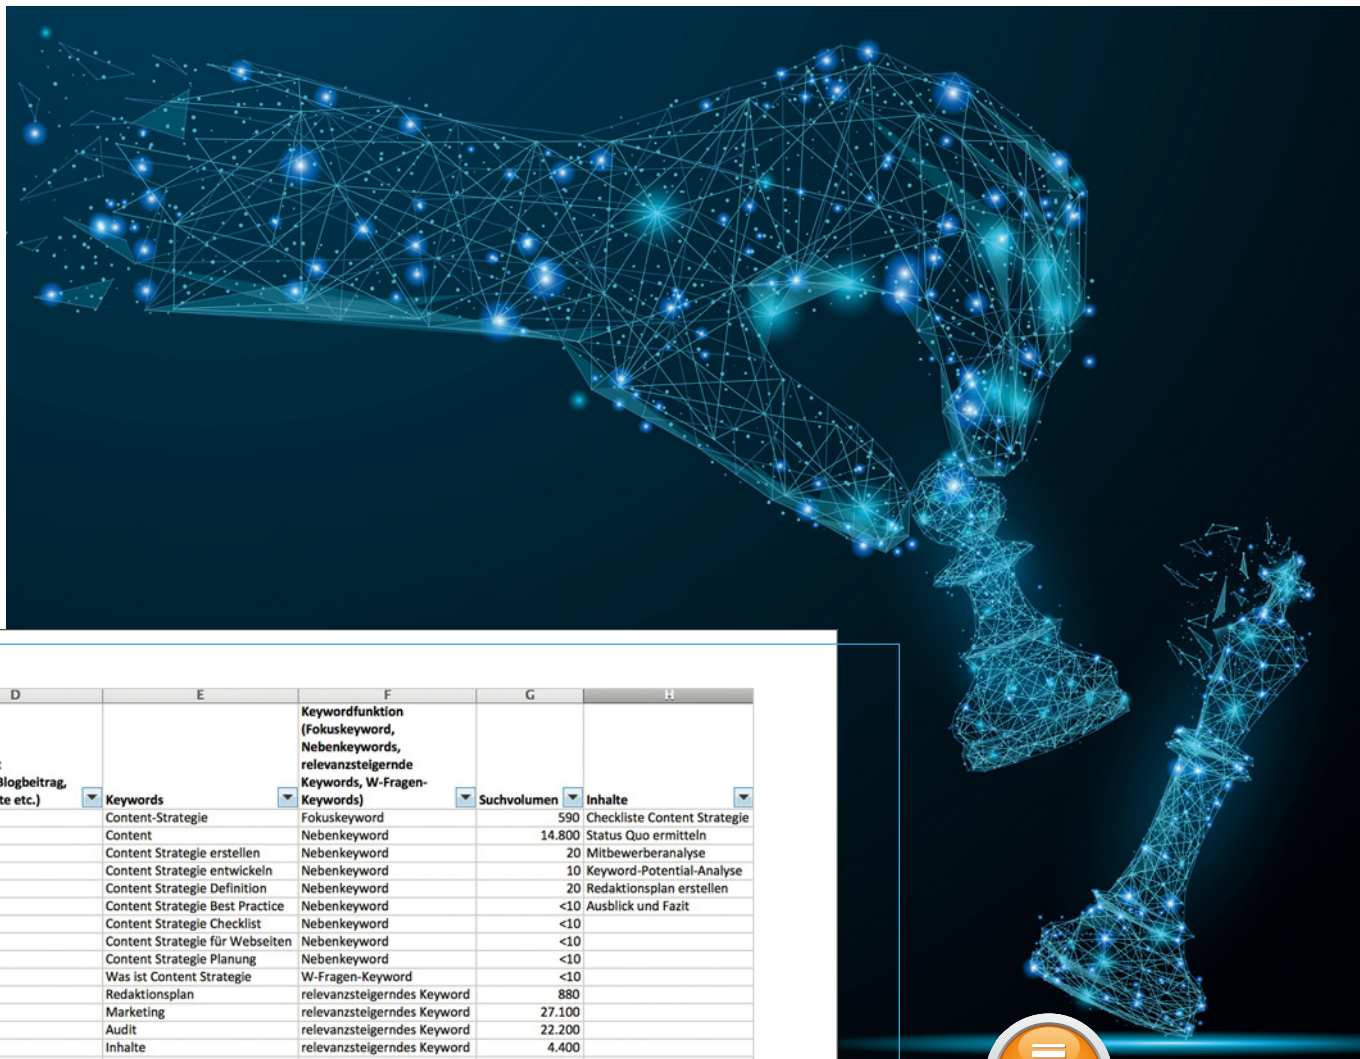 D E F G H
Keywordfunktion
(Fokuskeyword,
Nebenkeywords,
relevanzsteigernde
Blogbeitrag, Keywords, W-Fragen-
te etc.) Keywords Keywords) Suchvolumen Inhalte
Content-Strategie Fokuskeyword 590 Checkliste Content Strategie
Content Nebenkeyword 14.800 Status Quo ermitteln
Content Strategie erstellen Nebenkeyword 20 Mitbewerberanalyse
Content Strategie entwickeln Nebenkeyword 10 Keyword-Potential-Analyse
Content Strategie Definition Nebenkeyword 20 Redaktionsplan erstellen
Content Strategie Best Practice Nebenkeyword <10 Ausblick und Fazit
Content Strategie Checklist Nebenkeyword <10
Content Strategie für Webseiten Nebenkeyword <10
Content Strategie Planung Nebenkeyword <10
Was ist Content Strategie W-Fragen-Keyword <10
Redaktionsplan relevanzsteigerndes Keyword 880
Marketing relevanzsteigerndes Keyword 27.100
Audit relevanzsteigerndes Keyword 22.200
Inhalte relevanzsteigerndes Keyword 4.400